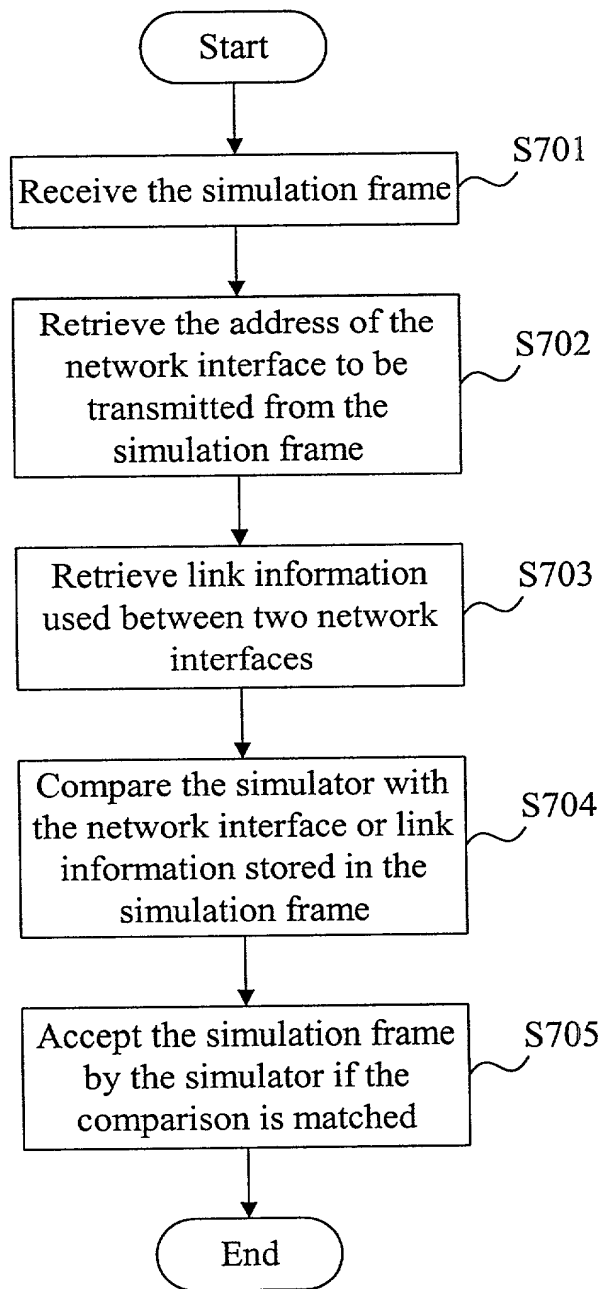 Start
S701
Receive the simulation frame
S702
Retrieve the address of the
network interface to be
transmitted from the
simulation frame
S703
Retrieve link information
used between two network
interfaces
S704
Compare the simulator with
the network interface or link
information stored in the
simulation frame
S705
Accept the simulation frame
by the simulator if the
comparison is matched
End